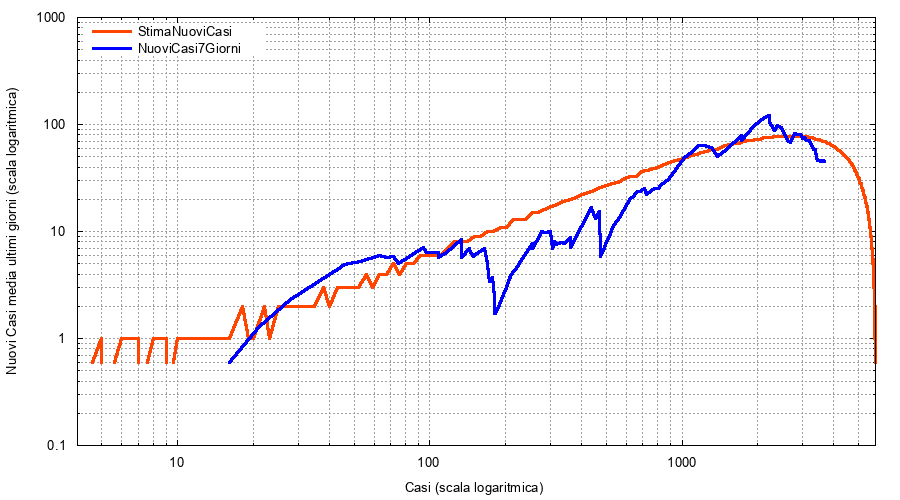 1000
StimaNuoviCasi
NuoviCasi7Giorni
100
10
1
0.1
Nuovi Casi media ultimi giorni (scala logaritmica)
10
100
1000
Casi (scala logaritmica)